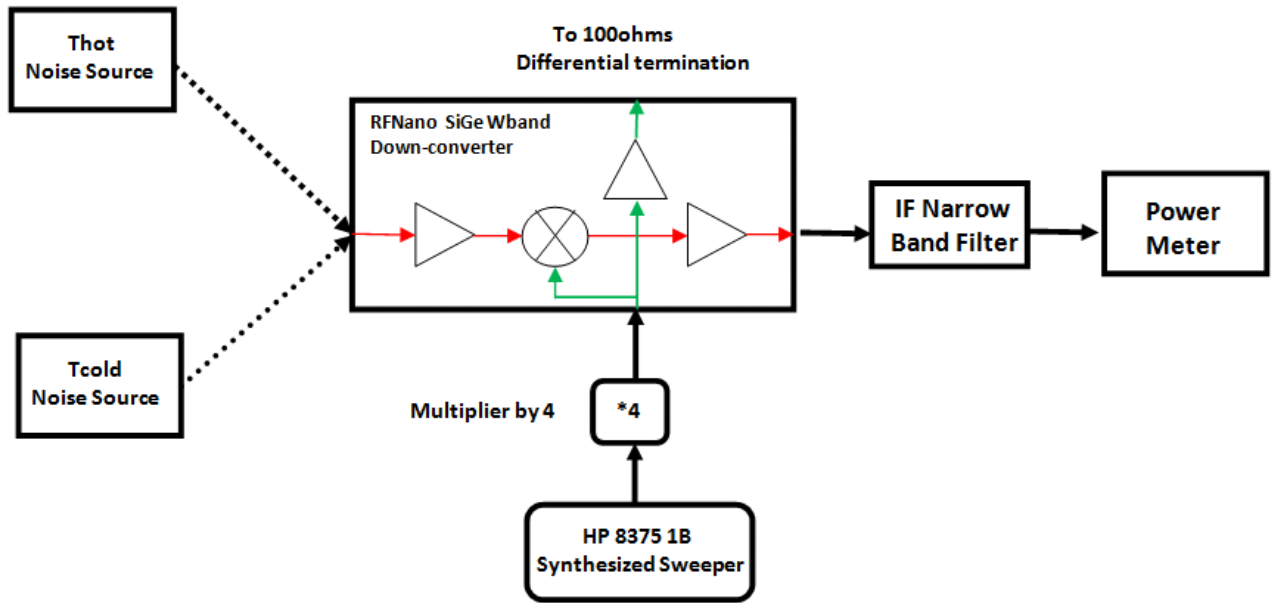 Thot
Noise Source
To 100ohms
Differential termination
RFNano SiGe Wband
Down-converter
IF Narrow
Band Filter
Power
Meter
Tcold
Noise Source
Multiplier by 4
*4
HP 8375 1B
Synthesized Sweeper